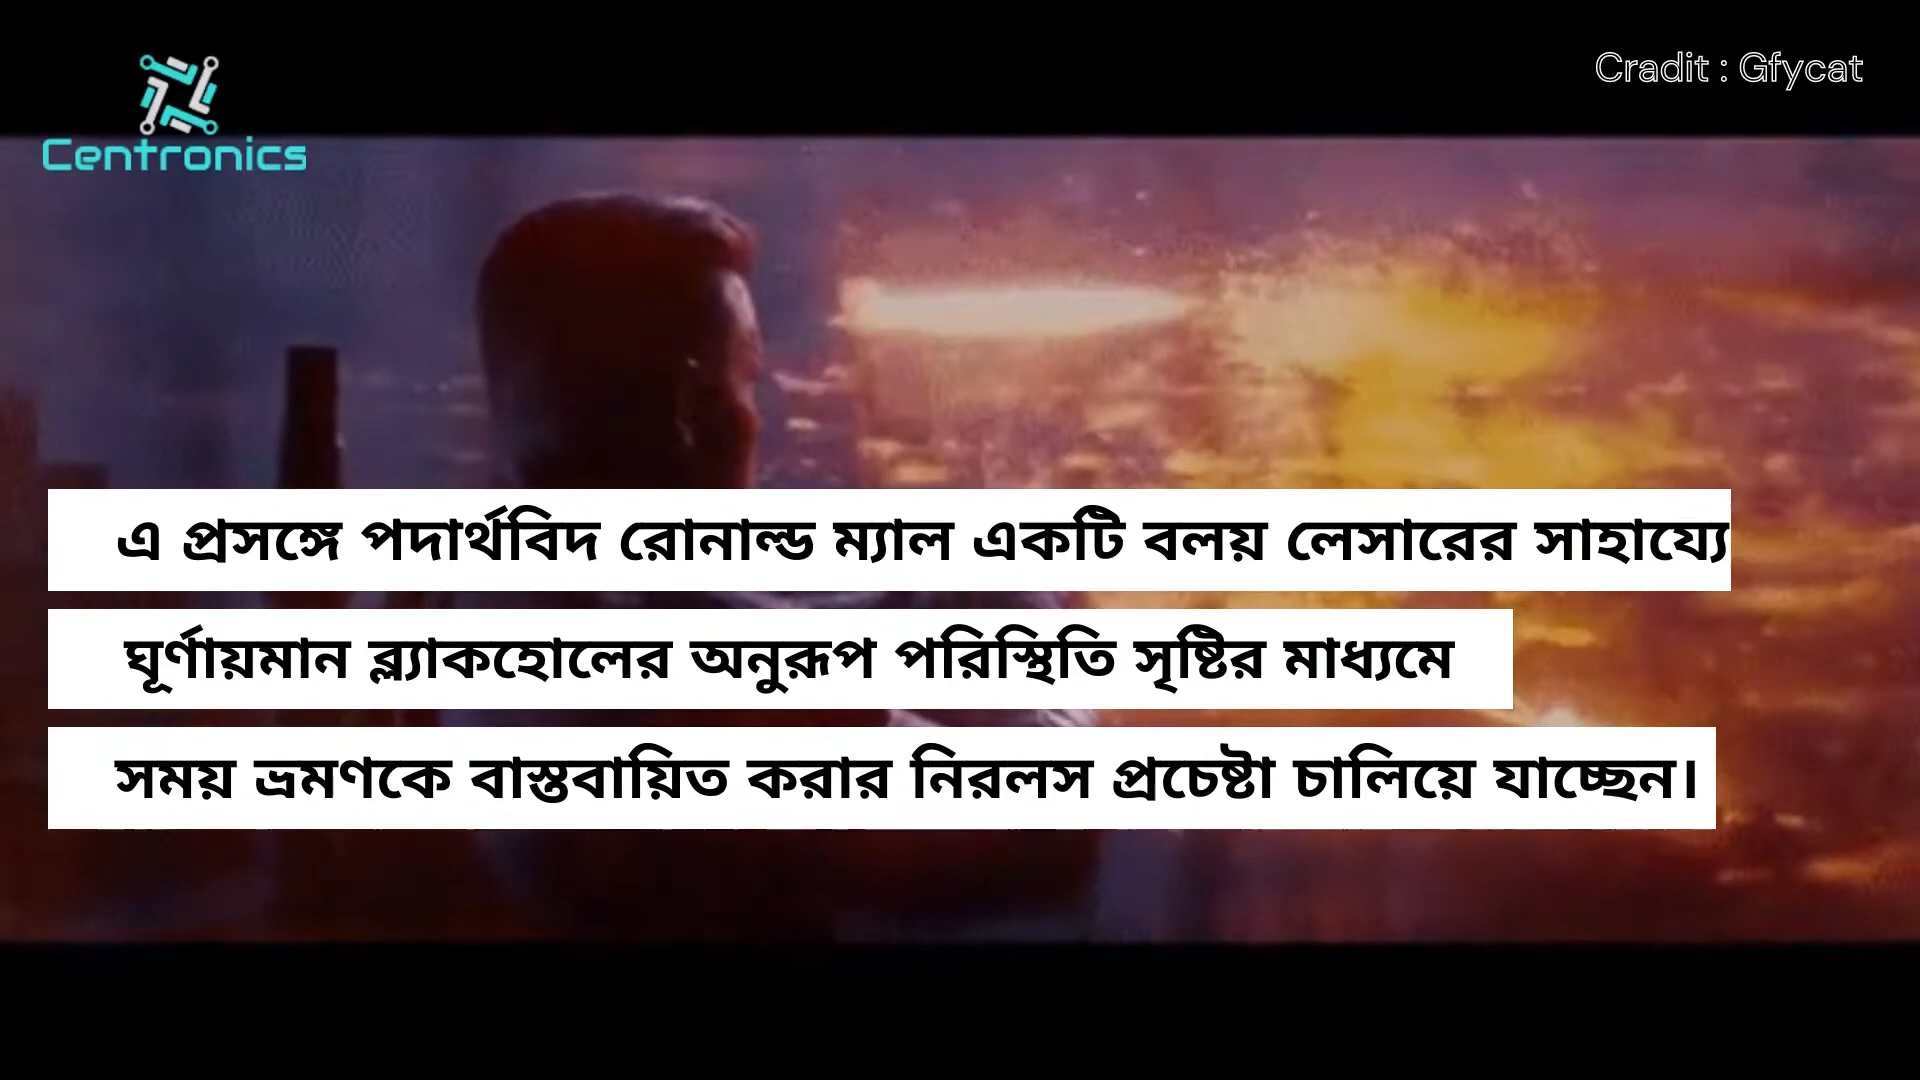 Cradit : Gfycat
Centronics
এ প্রসঙ্গে পদার্থবিদ রোনাল্ড ম্যাল একটি বলয় লেসারের সাহায্যে
ঘূর্ণায়মান ব্ল্যাকহোলের অনুরূপ পরিস্থিতি সৃষ্টির মাধ্যমে
সময় ভ্রমণকে বাস্তবায়িত করার নিরলস প্রচেষ্টা চালিয়ে যাচ্ছেন।